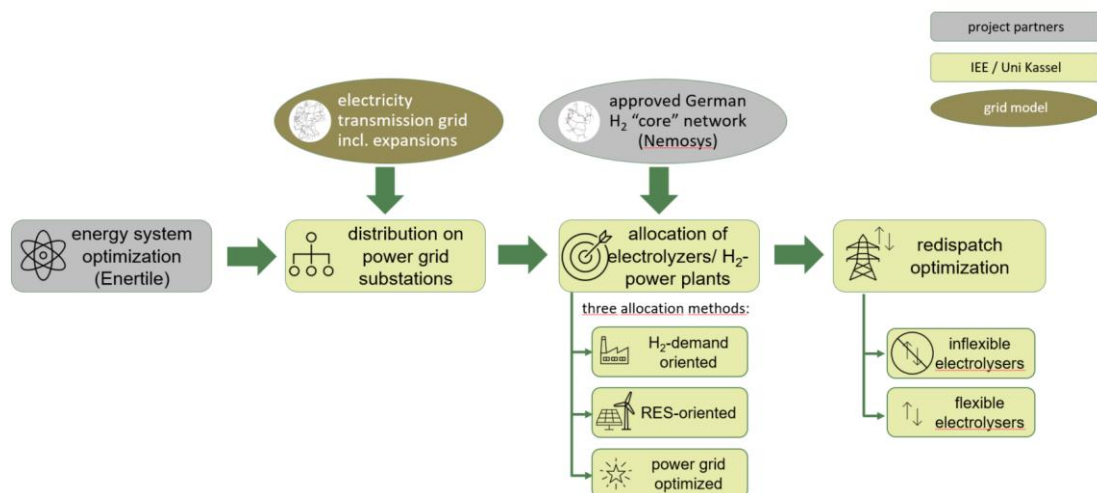 project partners
IEE / Uni Kassel
grid model
electricity
transmission grid
incl. expansions
approved German
H₂ “core” network
(Nemosys)
energy system
optimization
(Enertile)
distribution on
power grid
substations
allocation of
electrolyzers/ H₂-
power plants
redispatch
optimization
three allocation methods:
H₂-demand
oriented
RES-oriented
power grid
optimized
inflexible
electrolysers
flexible
electrolysers